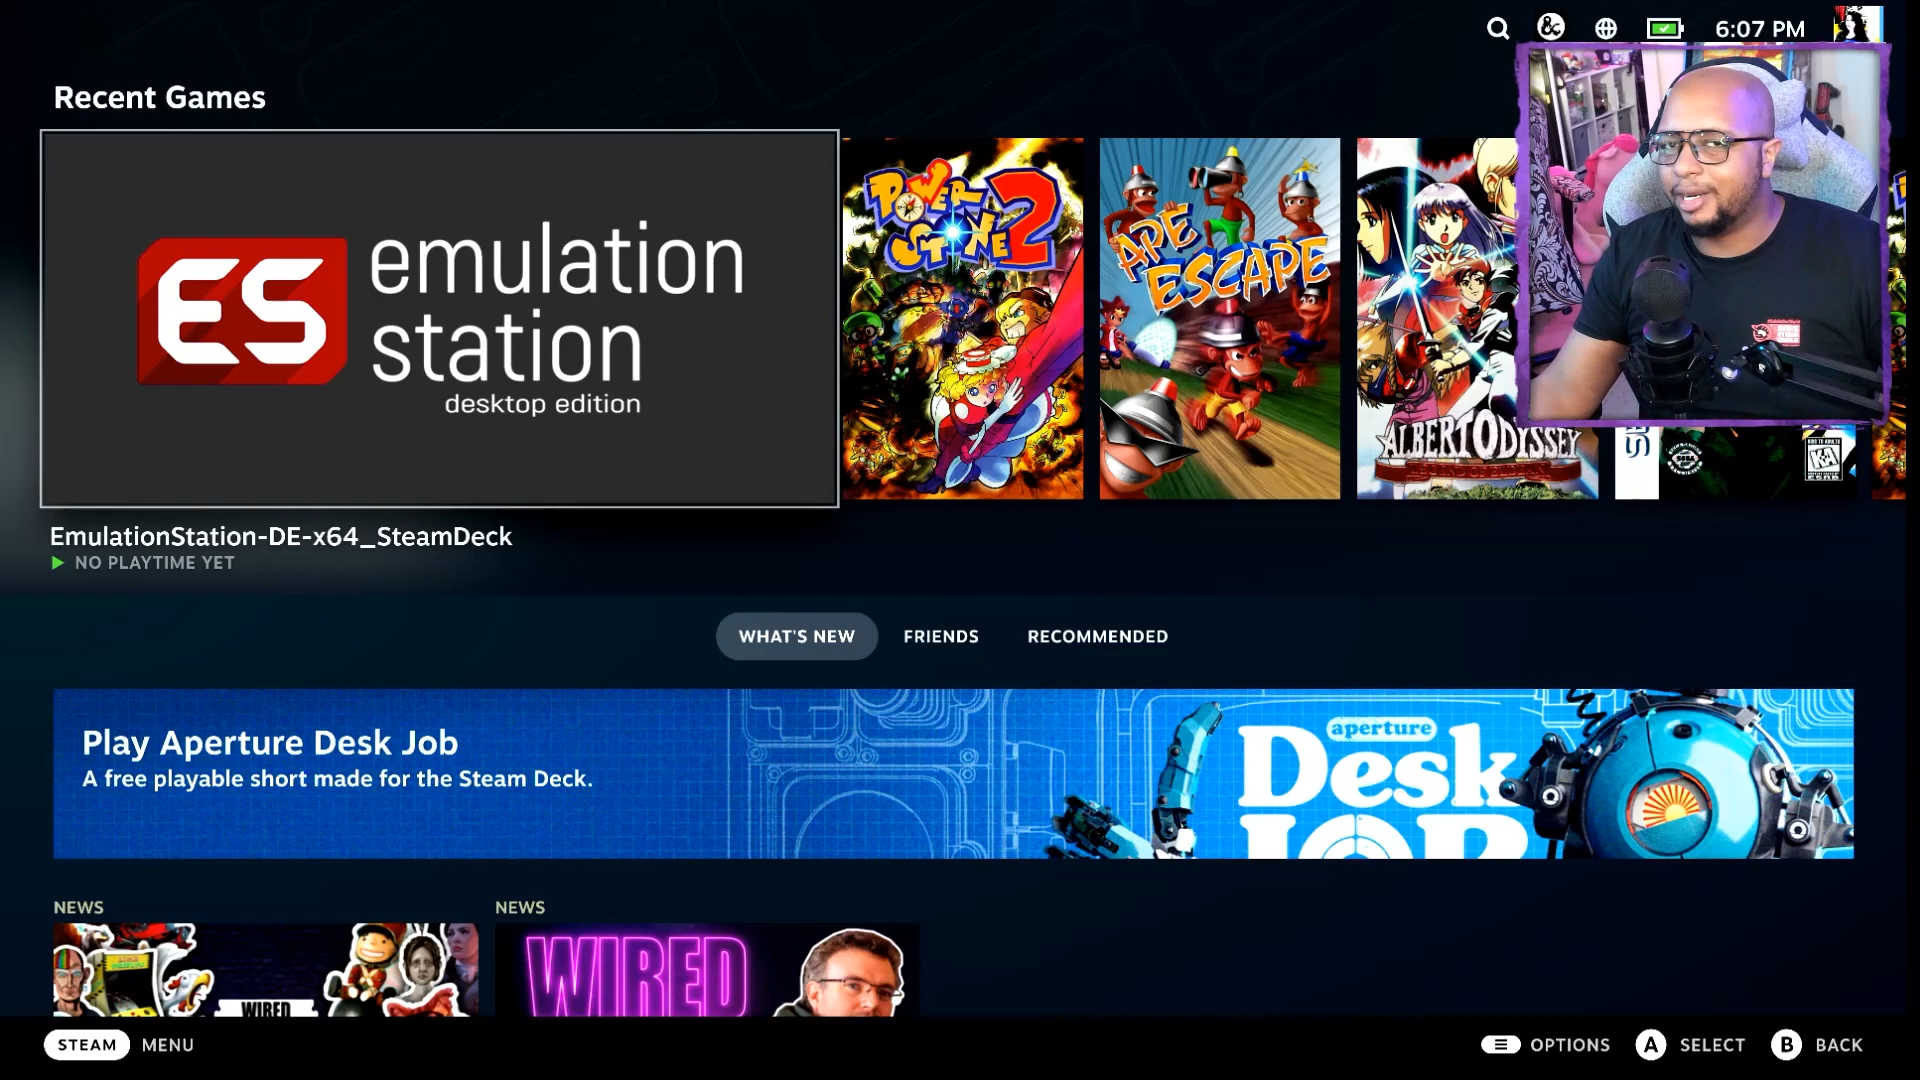 6:07 PM
Recent Games
ES
emulation
station
desktop edition
POWER
STONE 2
APE
ESCAPE
ALBERT ODYSSEY
SE
K-A
EmulationStation-DE-x64_SteamDeck
NO PLAYTIME YET
WHAT'S NEW
FRIENDS
RECOMMENDED
Play Aperture Desk Job
A free playable short made for the Steam Deck.
aperture
Desk
JOB
NEWS
NEWS
WIRED
WIRED
STEAM
MENU
OPTIONS
A
SELECT
B
BACK